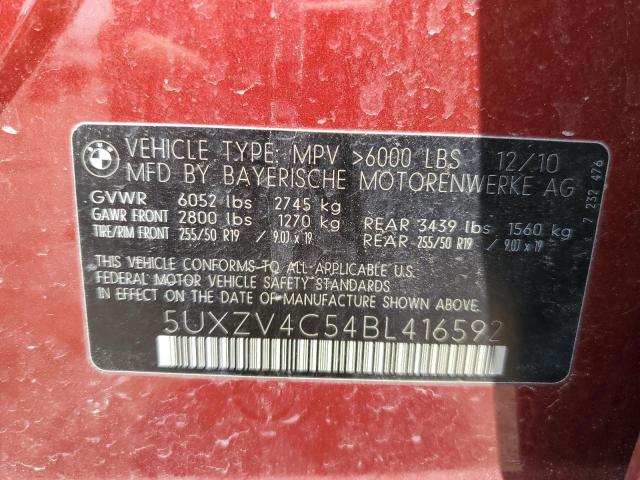 VEHICLE TYPE: MPV >6000 LBS 12/10
MFD BY BAYERISCHE MOTORENWERKE AG
GVWR 6052 lbs 2745 kg
GAWR FRONT 2800 lbs 1270 kg REAR 3439 lbs 1560 kg
TIRE/RIM FRONT 255/50 R19 / 9.0J x 19 REAR 255/50 R19 / 9.0J x 19
THIS VEHICLE CONFORMS TO ALL APPLICABLE U.S.
FEDERAL MOTOR VEHICLE SAFETY STANDARDS
IN EFFECT ON THE DATE OF MANUFACTURE SHOWN ABOVE.
5UXZV4C54BL416592
7 232 476